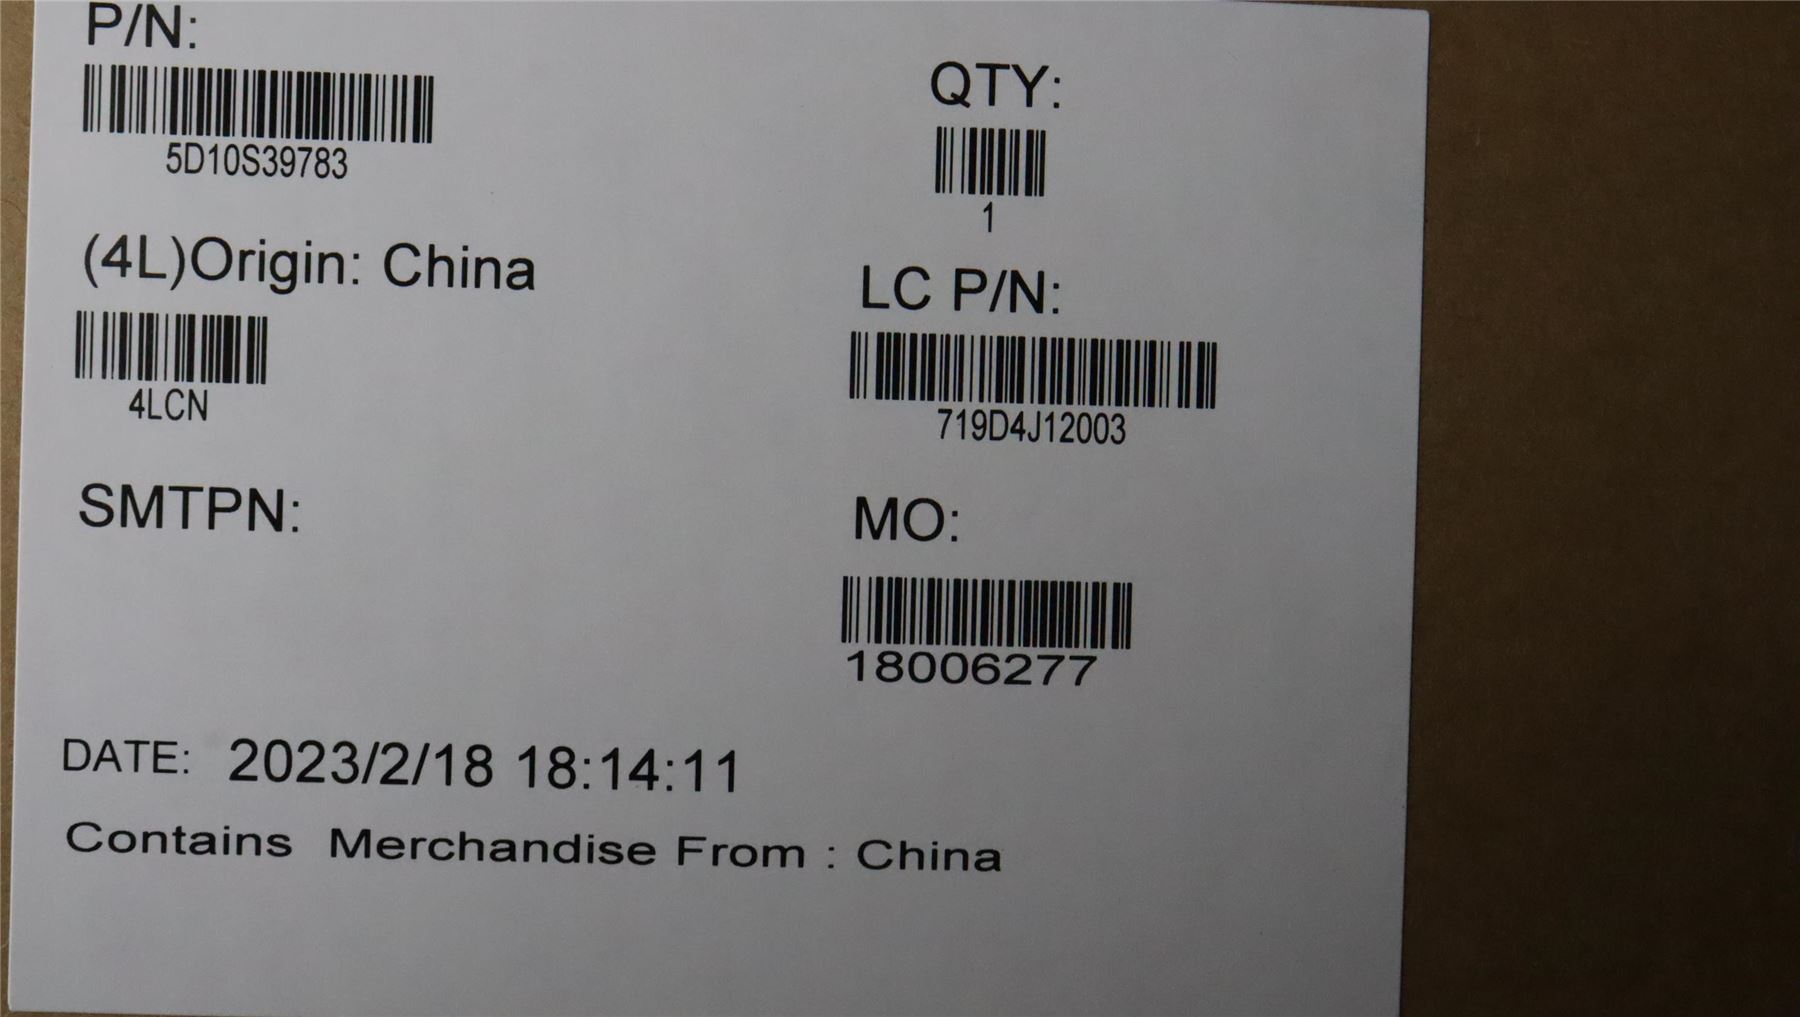 P/N:
5D10S39783
QTY:
1
(4L)Origin: China
4LCN
LC P/N:
719D4J12003
SMTPN:
MO:
18006277
DATE: 2023/2/18 18:14:11
Contains Merchandise From : China